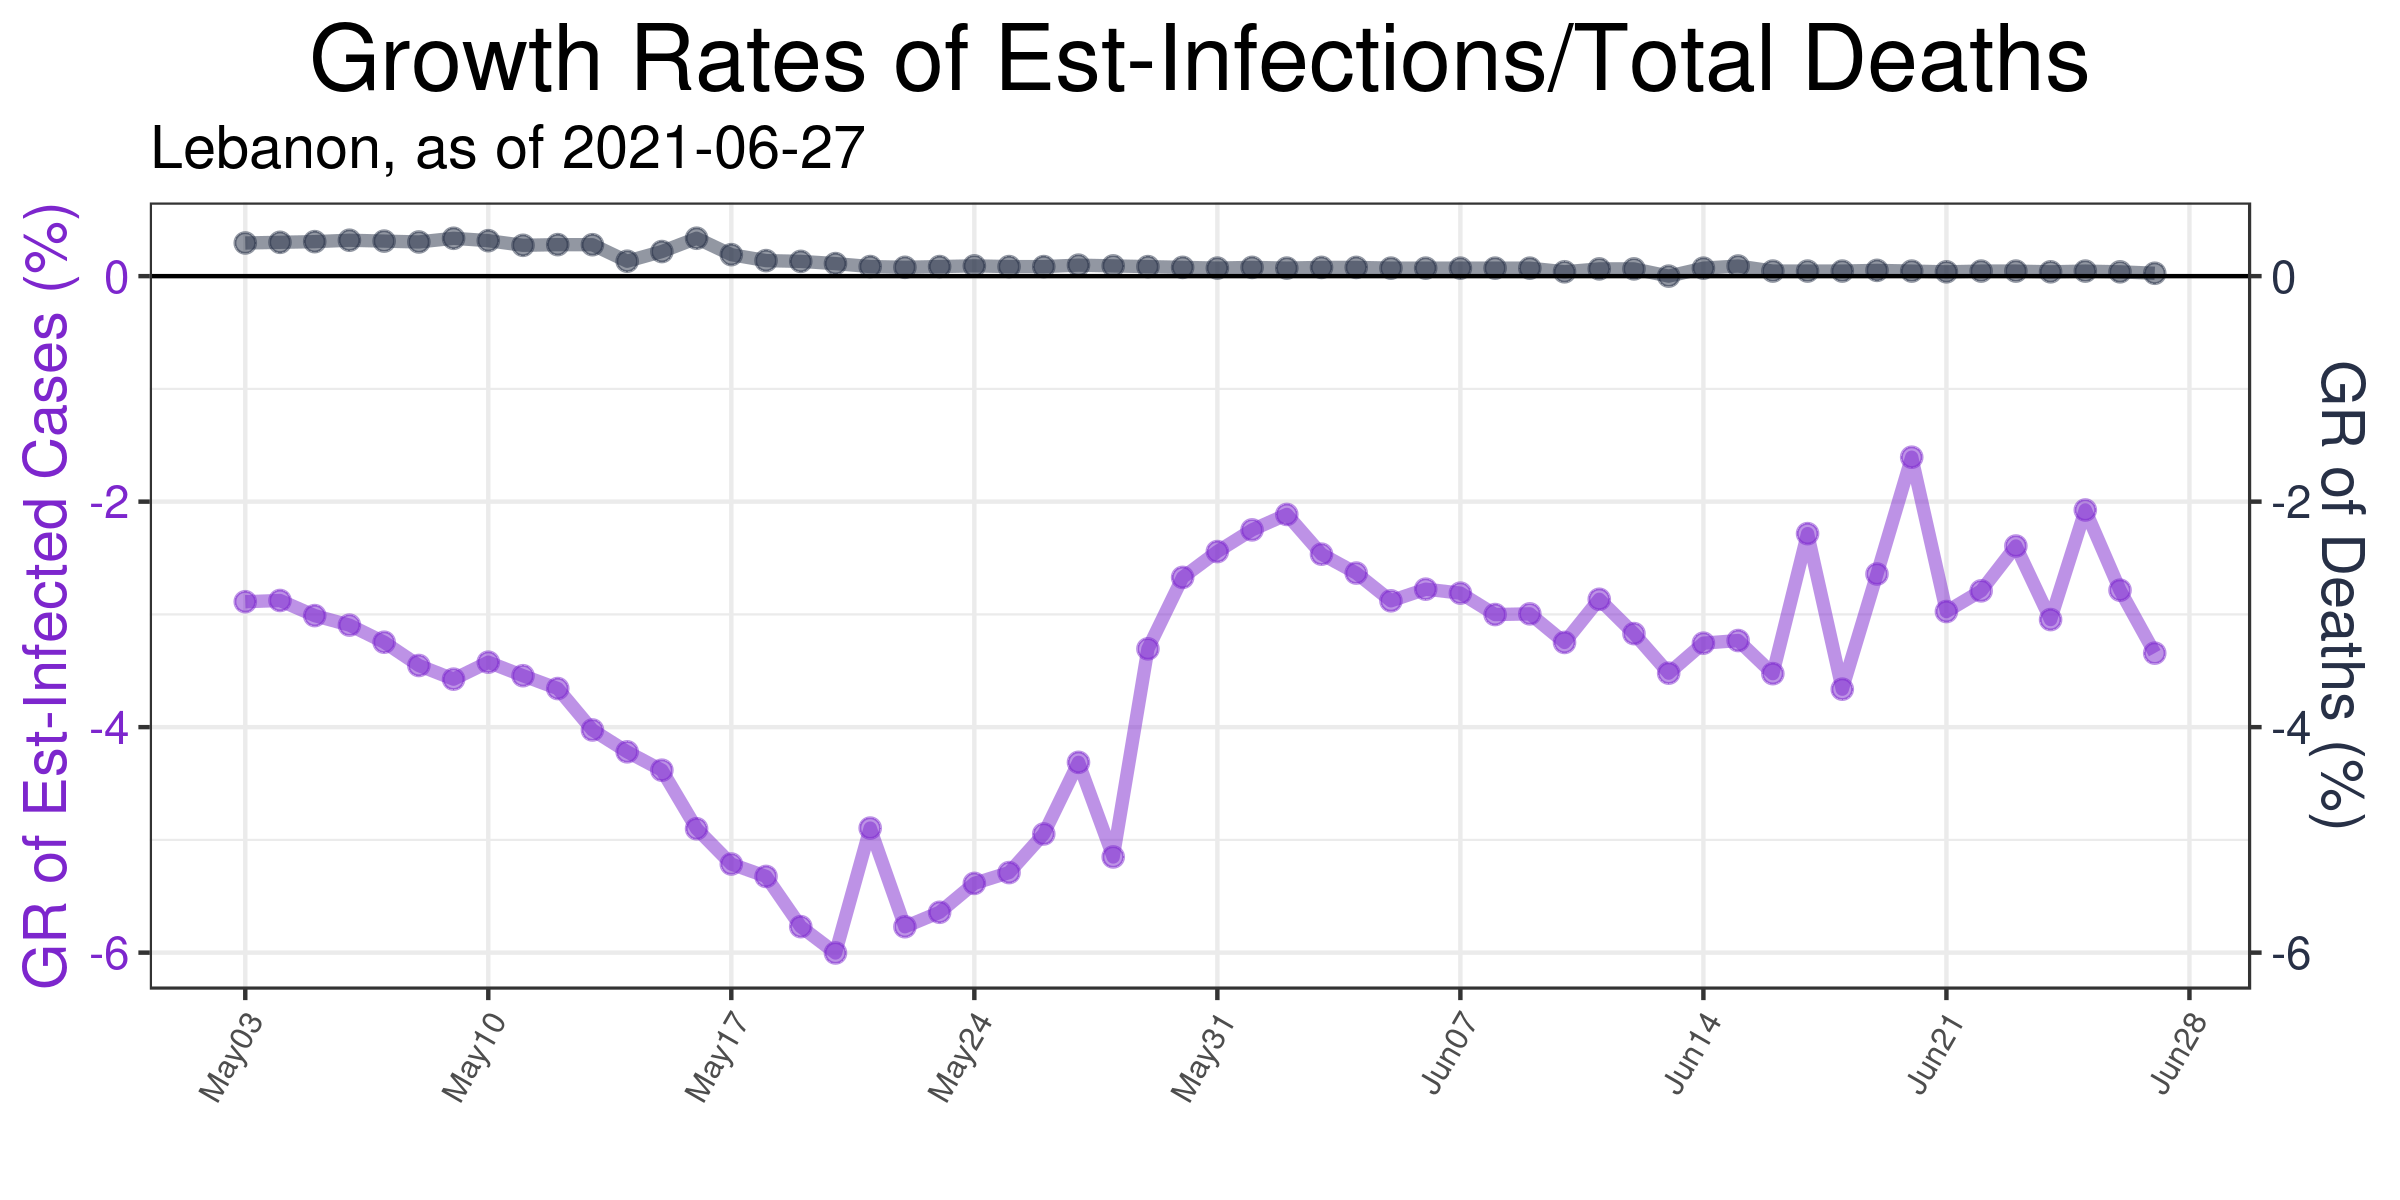 Growth Rates of Est-Infections/Total Deaths
Lebanon, as of 2021-06-27
GR of Est-Infected Cases (%)
0
-2
-4
-6
0
-2
-4
-6
GR of Deaths (%)
May03
May10
May17
May24
May31
Jun07
Jun14
Jun21
Jun28